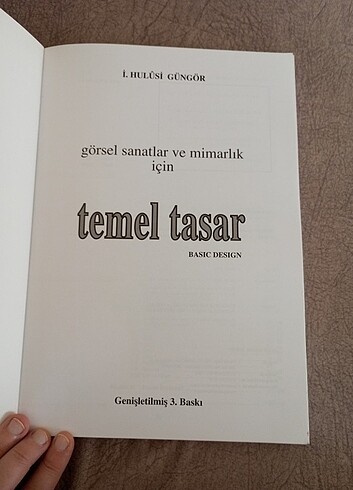 İ. HULÛSİ GÜNGÖR
görsel sanatlar ve mimarlık
için
temel tasar
BASIC DESIGN
Genişletilmiş 3. Baskı